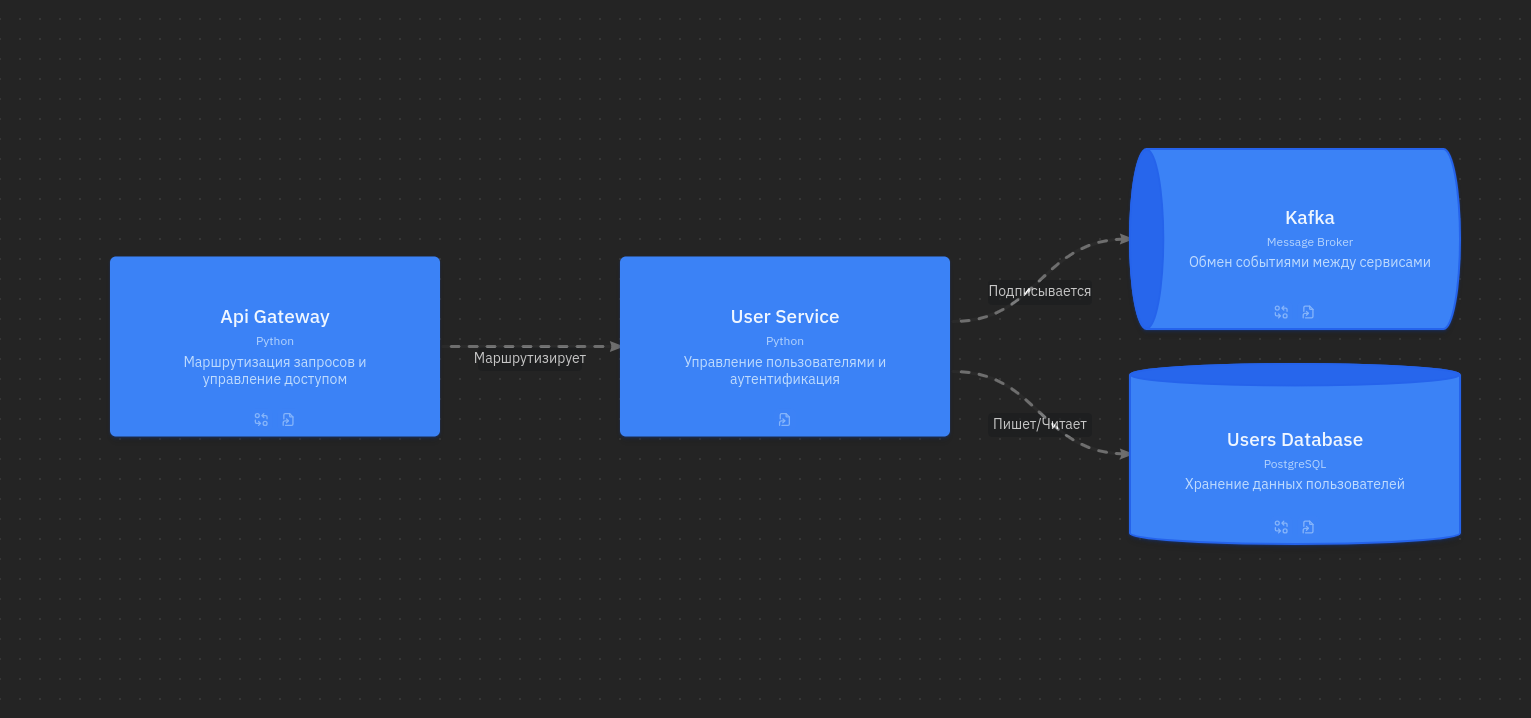 Api Gateway
Python
Маршрутизация запросов и
управление доступом
Маршрутизирует
User Service
Python
Управление пользователями и
аутентификация
Подписывается
Пишет/Читает
Kafka
Message Broker
Обмен событиями между сервисами
Users Database
PostgreSQL
Хранение данных пользователей